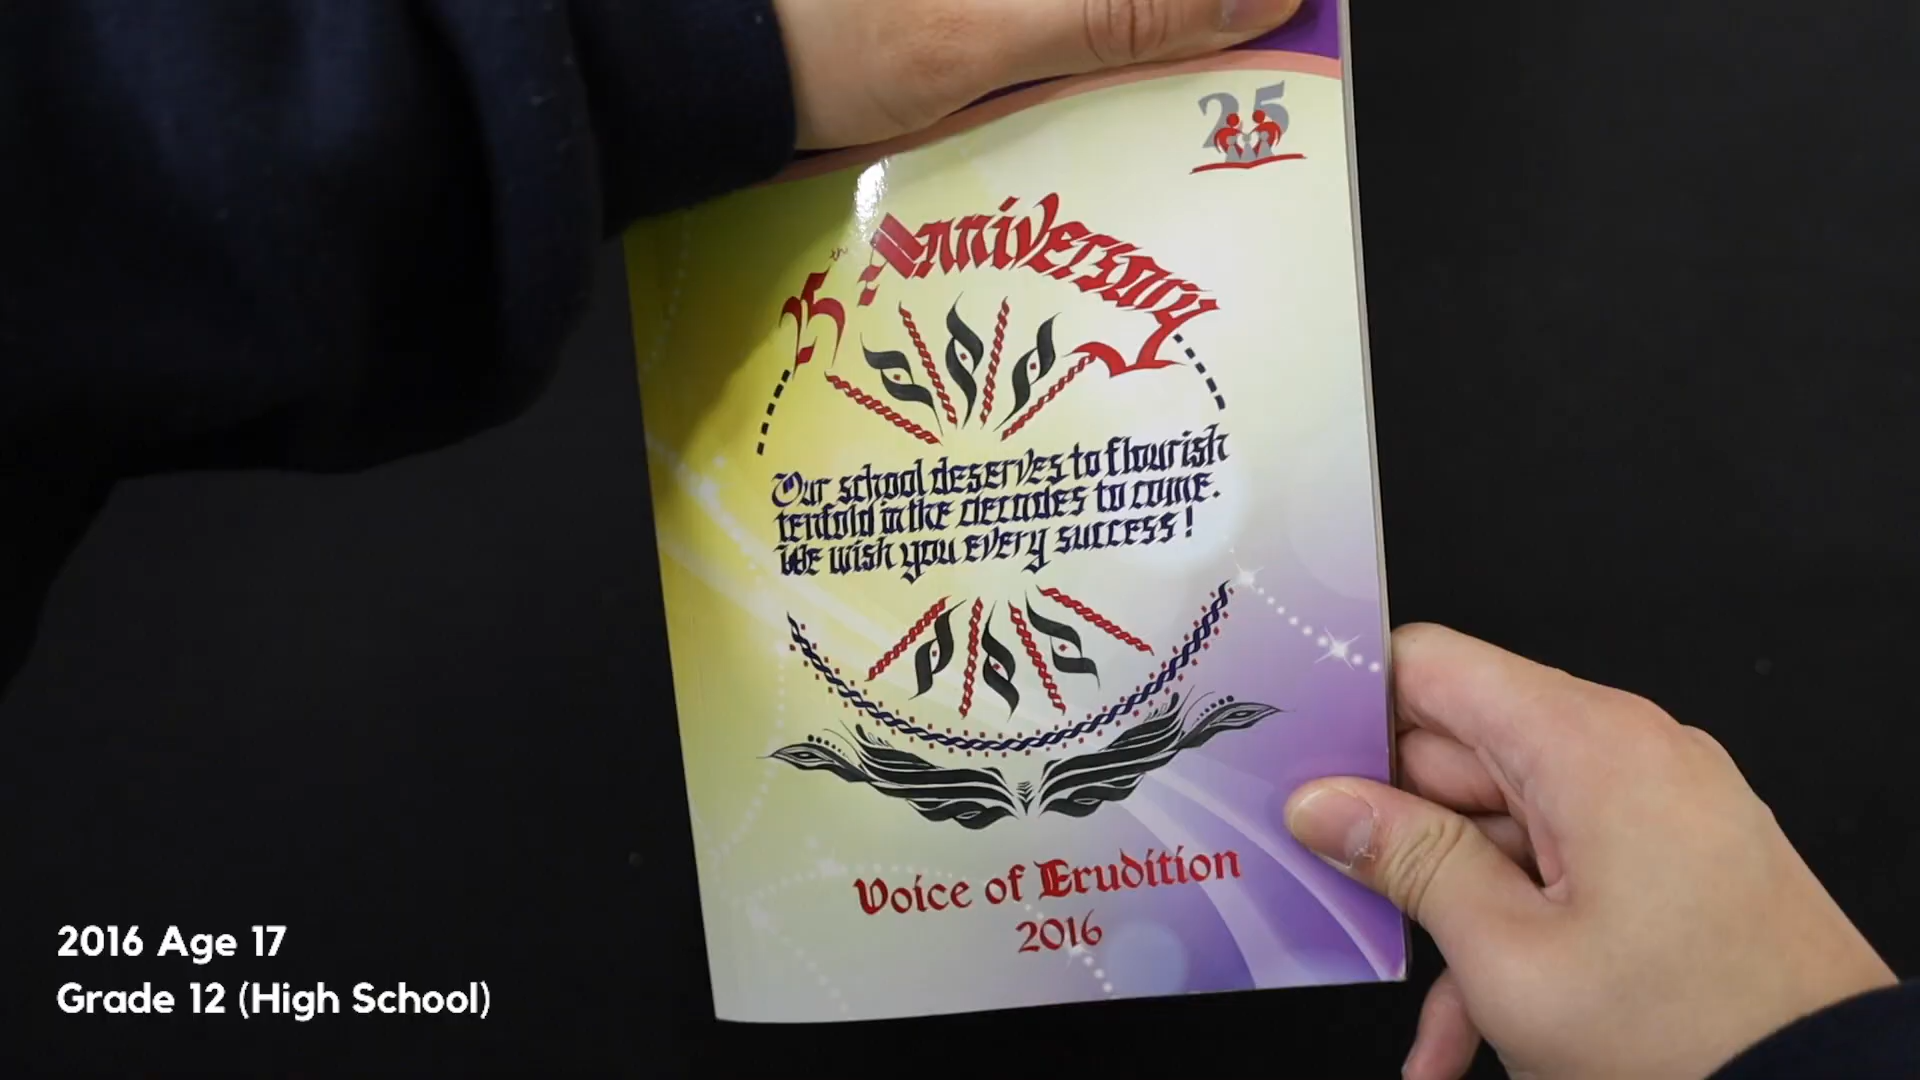 25
25th Anniversary
Our school deserves to flourish
tenfold in the decades to come.
We wish you every success!
Voice of Erudition
2016
2016 Age 17
Grade 12 (High School)